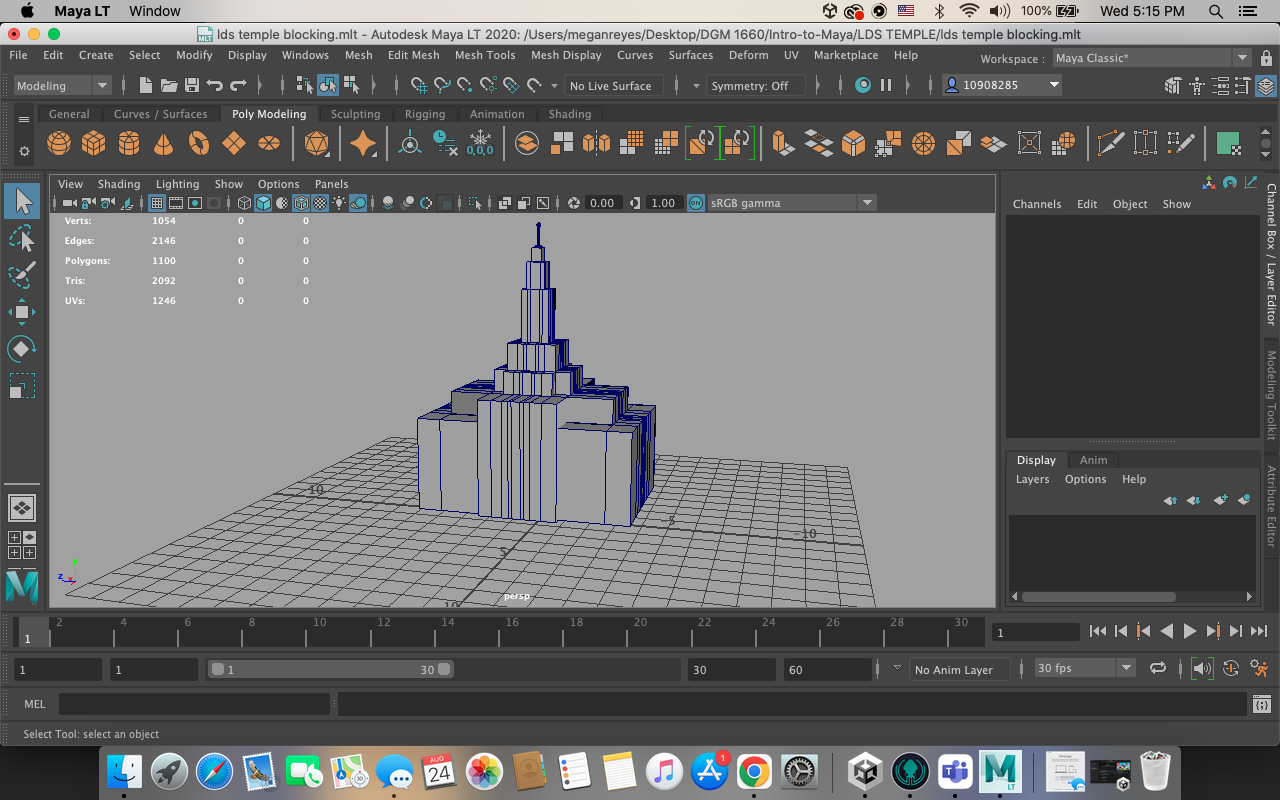 Maya LT Window 100% Wed 5:15 PM
lds temple blocking.mlt - Autodesk Maya LT 2020: /Users/meganreyes/Desktop/DGM 1660/Intro-to-Maya/LDS TEMPLE/lds temple blocking.mlt
File Edit Create Select Modify Display Windows Mesh Edit Mesh Mesh Tools Mesh Display Curves Surfaces Deform UV Marketplace Help Workspace : Maya Classic*
Modeling No Live Surface Symmetry: Off 10908285
General Curves / Surfaces Poly Modeling Sculpting Rigging Animation Shading
0,0,0
View Shading Lighting Show Options Panels
0.00 1.00 ON sRGB gamma
Verts: 1054 0 0
Edges: 2146 0 0
Polygons: 1100 0 0
Tris: 2092 0 0
UVs: 1246 0 0
10
5
-5
-10
10
persp
z x y
Channels Edit Object Show
Channel Box / Layer Editor
Modeling Toolkit
Attribute Editor
Display Anim
Layers Options Help
1 2 4 6 8 10 12 14 16 18 20 22 24 26 28 30 1
1 1 1 30 30 60 No Anim Layer 30 fps
MEL
Select Tool: select an object
AUG
24
3D
1
T
M
LT